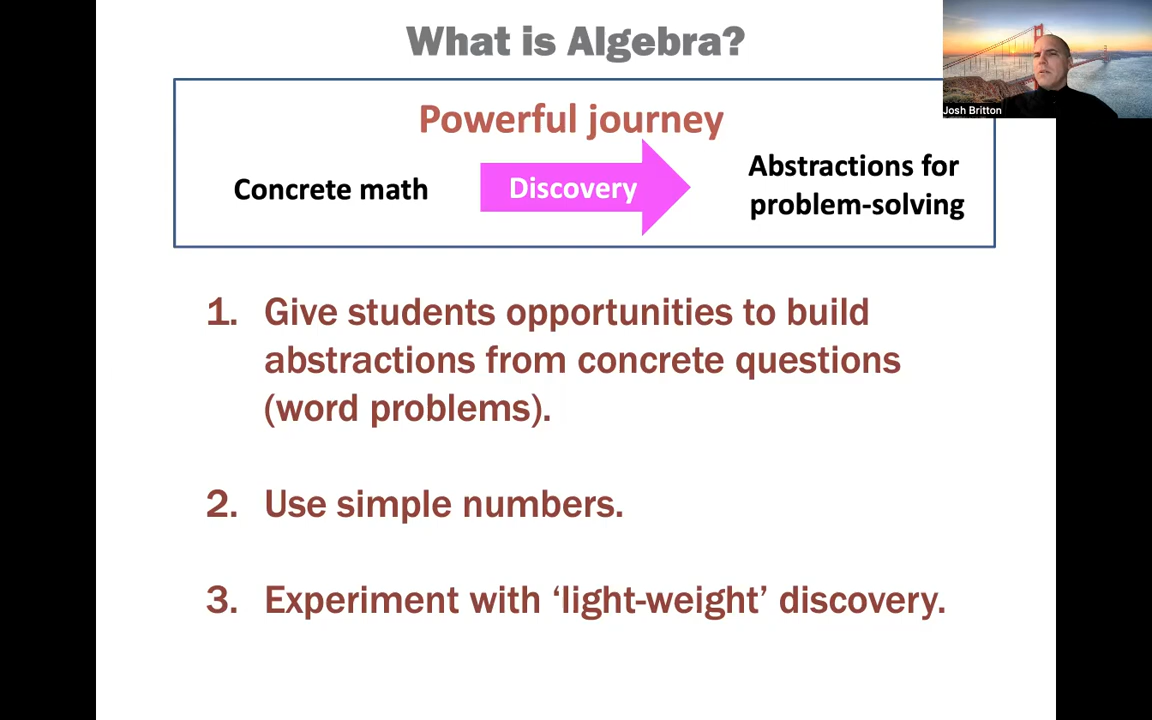 What is Algebra?
Josh Britton
Powerful journey
Concrete math
Discovery
Abstractions for
problem-solving
1. Give students opportunities to build
abstractions from concrete questions
(word problems).
2. Use simple numbers.
3. Experiment with ‘light-weight’ discovery.